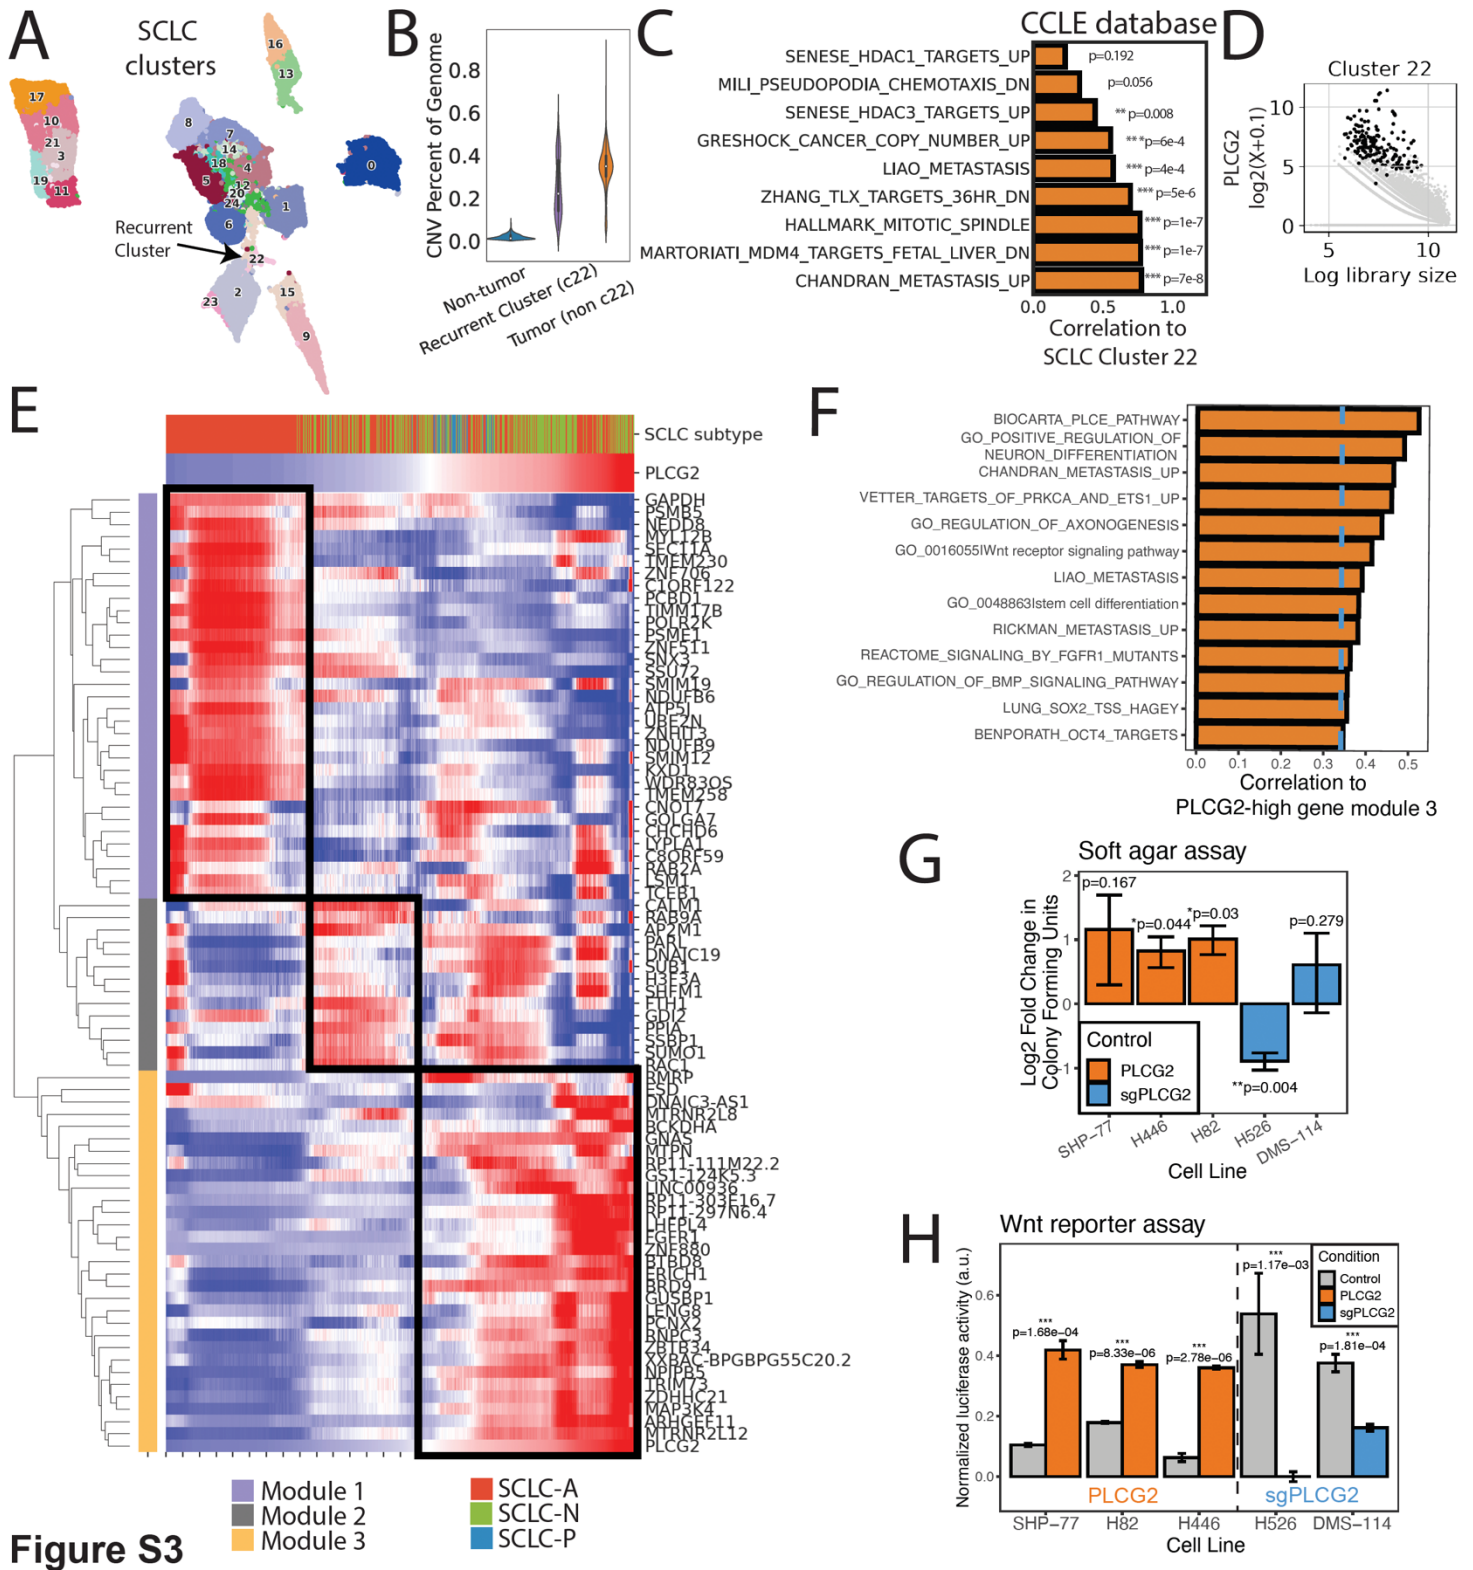 A
SCLC
clusters
16
13
17
10
21
3
19
11
8
7
14
18
4
5
12
20
24
6
1
0
Recurrent
Cluster
22
2
23
15
9
B
CNV Percent of Genome
0.8
0.6
0.4
0.2
0.0
Non-tumor
Recurrent Cluster (c22)
Tumor (non c22)
C
CCLE database
SENESE_HDAC1_TARGETS_UP p=0.192
MILI_PSEUDOPODIA_CHEMOTAXIS_DN p=0.056
SENESE_HDAC3_TARGETS_UP ** p=0.008
GRESHOCK_CANCER_COPY_NUMBER_UP *** p=6e-4
LIAO_METASTASIS *** p=4e-4
ZHANG_TLX_TARGETS_36HR_DN *** p=5e-6
HALLMARK_MITOTIC_SPINDLE *** p=1e-7
MARTORIATI_MDM4_TARGETS_FETAL_LIVER_DN *** p=1e-7
CHANDRAN_METASTASIS_UP *** p=7e-8
0.0 0.5 1.0
Correlation to
SCLC Cluster 22
D
Cluster 22
PLCG2
log2(X+0.1)
10
5
0
5 10
Log library size
E
SCLC subtype
PLCG2
GAPDH
PSMB5
NEDD8
MYL12B
SEC11A
TMEM230
ZNF706
C1ORF122
PCBD1
TIMM17B
POLR2K
PSME1
ZNF511
SNX3
SSU72
SMIM19
NDUFB6
ATP5J
UBE2N
ZNHIT3
NDUFB9
SMIM12
KXD1
WDR83OS
TMEM258
CNOT7
GOLGA7
CHCHD6
LYPLA1
C8ORF59
RAB2A
LSM1
TCEB1
CALM1
RAB9A
AP2M1
PARL
DNAJC19
SUB1
H3F3A
SHFM1
FTH1
GDI2
PPIA
SSBP1
SUMO1
RAC1
RMRP
ESD
DNAJC3-AS1
MTRNR2L8
BCKDHA
GNAS
MTPN
RP11-111M22.2
GS1-124K5.3
LINC00936
RP11-303E16.7
RP11-297N6.4
LHFPL4
FGFR1
ZNF880
BTBD8
ERICH1
BRD9
GUSBP1
LENG8
PCNX2
RNPC3
ZBTB34
XXBAC-BPGBPG55C20.2
NPIPB5
TRIM73
ZDHHC21
MAP3K4
ARHGEF11
MTRNR2L12
PLCG2
Module 1
Module 2
Module 3
SCLC-A
SCLC-N
SCLC-P
F
BIOCARTA_PLCE_PATHWAY
GO_POSITIVE_REGULATION_OF
NEURON_DIFFERENTIATION
CHANDRAN_METASTASIS_UP
VETTER_TARGETS_OF_PRKCA_AND_ETS1_UP
GO_REGULATION_OF_AXONOGENESIS
GO_0016055|Wnt receptor signaling pathway
LIAO_METASTASIS
GO_0048863|stem cell differentiation
RICKMAN_METASTASIS_UP
REACTOME_SIGNALING_BY_FGFR1_MUTANTS
GO_REGULATION_OF_BMP_SIGNALING_PATHWAY
LUNG_SOX2_TSS_HAGEY
BENPORATH_OCT4_TARGETS
0.0 0.1 0.2 0.3 0.4 0.5
Correlation to
PLCG2-high gene module 3
G
Soft agar assay
Log2 Fold Change in
Colony Forming Units
2
1
0
-1
p=0.167
*p=0.044
*p=0.03
**p=0.004
p=0.279
Control
PLCG2
sgPLCG2
SHP-77
H446
H82
H526
DMS-114
Cell Line
H
Wnt reporter assay
Normalized luciferase activity (a.u.)
0.6
0.4
0.2
0.0
***
p=1.68e-04
***
p=8.33e-06
***
p=2.78e-06
***
p=1.17e-03
***
p=1.81e-04
Condition
Control
PLCG2
sgPLCG2
PLCG2
sgPLCG2
SHP-77 H82 H446 H526 DMS-114
Cell Line
Figure S3